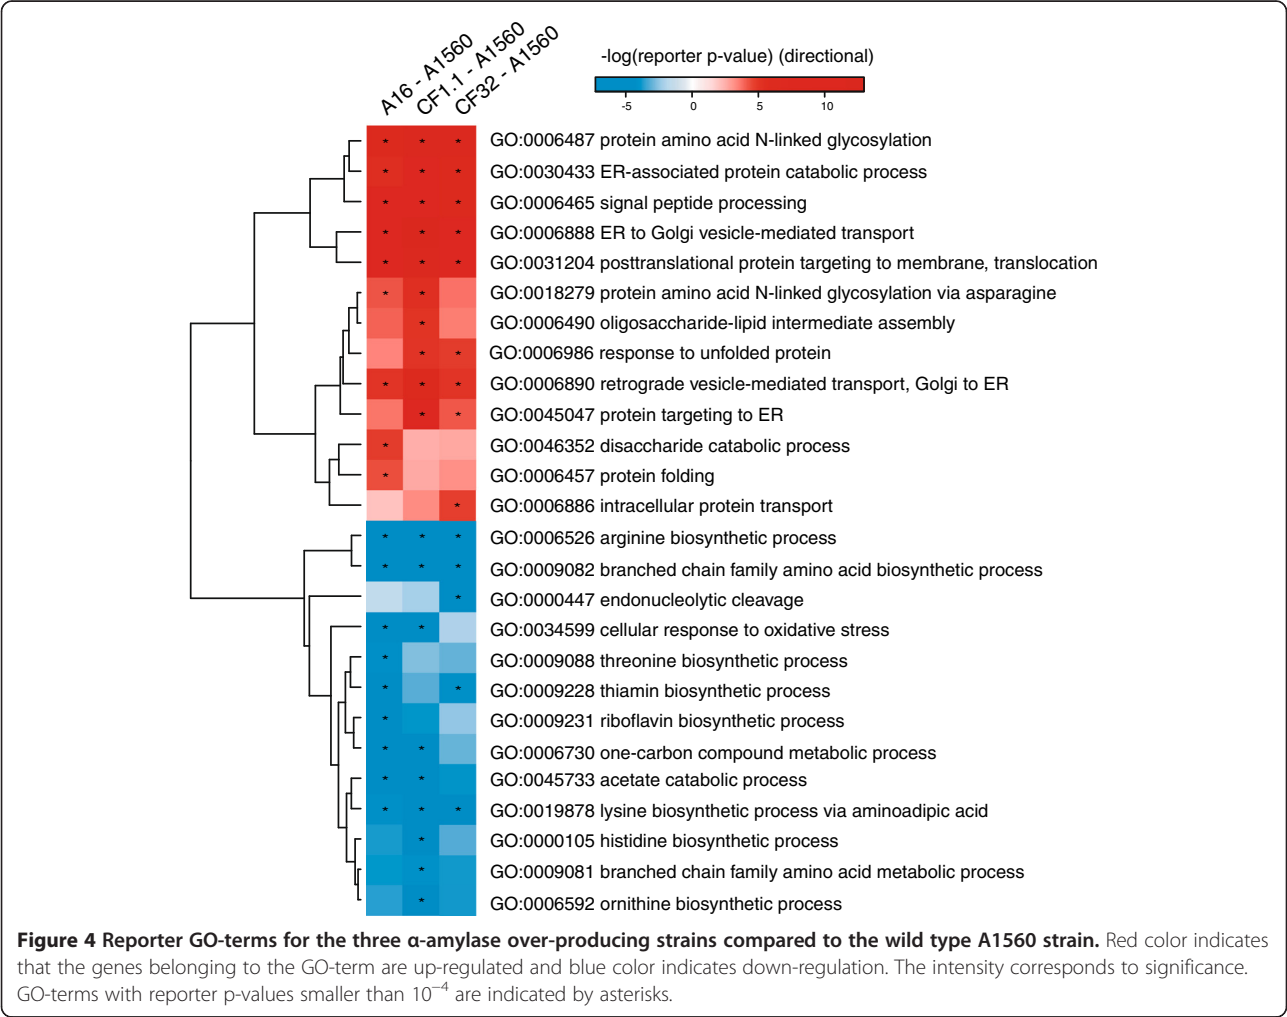 A16 - A1560
CF1.1 - A1560
CF32 - A1560
-log(reporter p-value) (directional)
-5 0 5 10
* * * GO:0006487 protein amino acid N-linked glycosylation
* * * GO:0030433 ER-associated protein catabolic process
* * * GO:0006465 signal peptide processing
* * * GO:0006888 ER to Golgi vesicle-mediated transport
* * * GO:0031204 posttranslational protein targeting to membrane, translocation
* * GO:0018279 protein amino acid N-linked glycosylation via asparagine
* GO:0006490 oligosaccharide-lipid intermediate assembly
* * GO:0006986 response to unfolded protein
* * * GO:0006890 retrograde vesicle-mediated transport, Golgi to ER
* * GO:0045047 protein targeting to ER
* GO:0046352 disaccharide catabolic process
* GO:0006457 protein folding
* GO:0006886 intracellular protein transport
* * * GO:0006526 arginine biosynthetic process
* * * GO:0009082 branched chain family amino acid biosynthetic process
* GO:0000447 endonucleolytic cleavage
* * GO:0034599 cellular response to oxidative stress
* GO:0009088 threonine biosynthetic process
* * GO:0009228 thiamin biosynthetic process
* GO:0009231 riboflavin biosynthetic process
* * GO:0006730 one-carbon compound metabolic process
* * GO:0045733 acetate catabolic process
* * * GO:0019878 lysine biosynthetic process via aminoadipic acid
* GO:0000105 histidine biosynthetic process
* GO:0009081 branched chain family amino acid metabolic process
* GO:0006592 ornithine biosynthetic process
Figure 4 Reporter GO-terms for the three α-amylase over-producing strains compared to the wild type A1560 strain. Red color indicates
that the genes belonging to the GO-term are up-regulated and blue color indicates down-regulation. The intensity corresponds to significance.
GO-terms with reporter p-values smaller than 10⁻⁴ are indicated by asterisks.